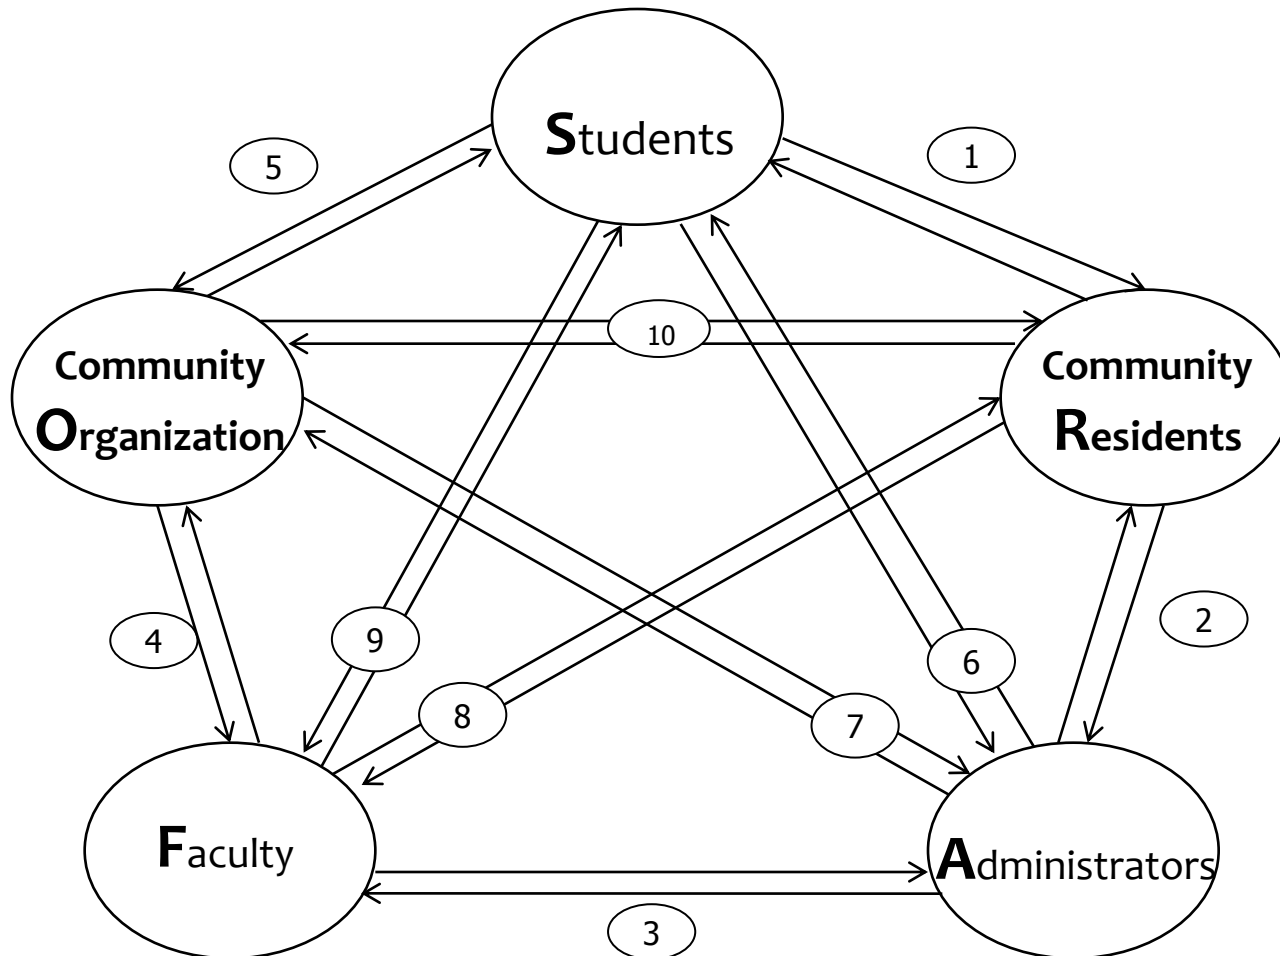 Students
5
1
10
Community
Organization
Community
Residents
4
9
8
7
6
2
Faculty
Administrators
3